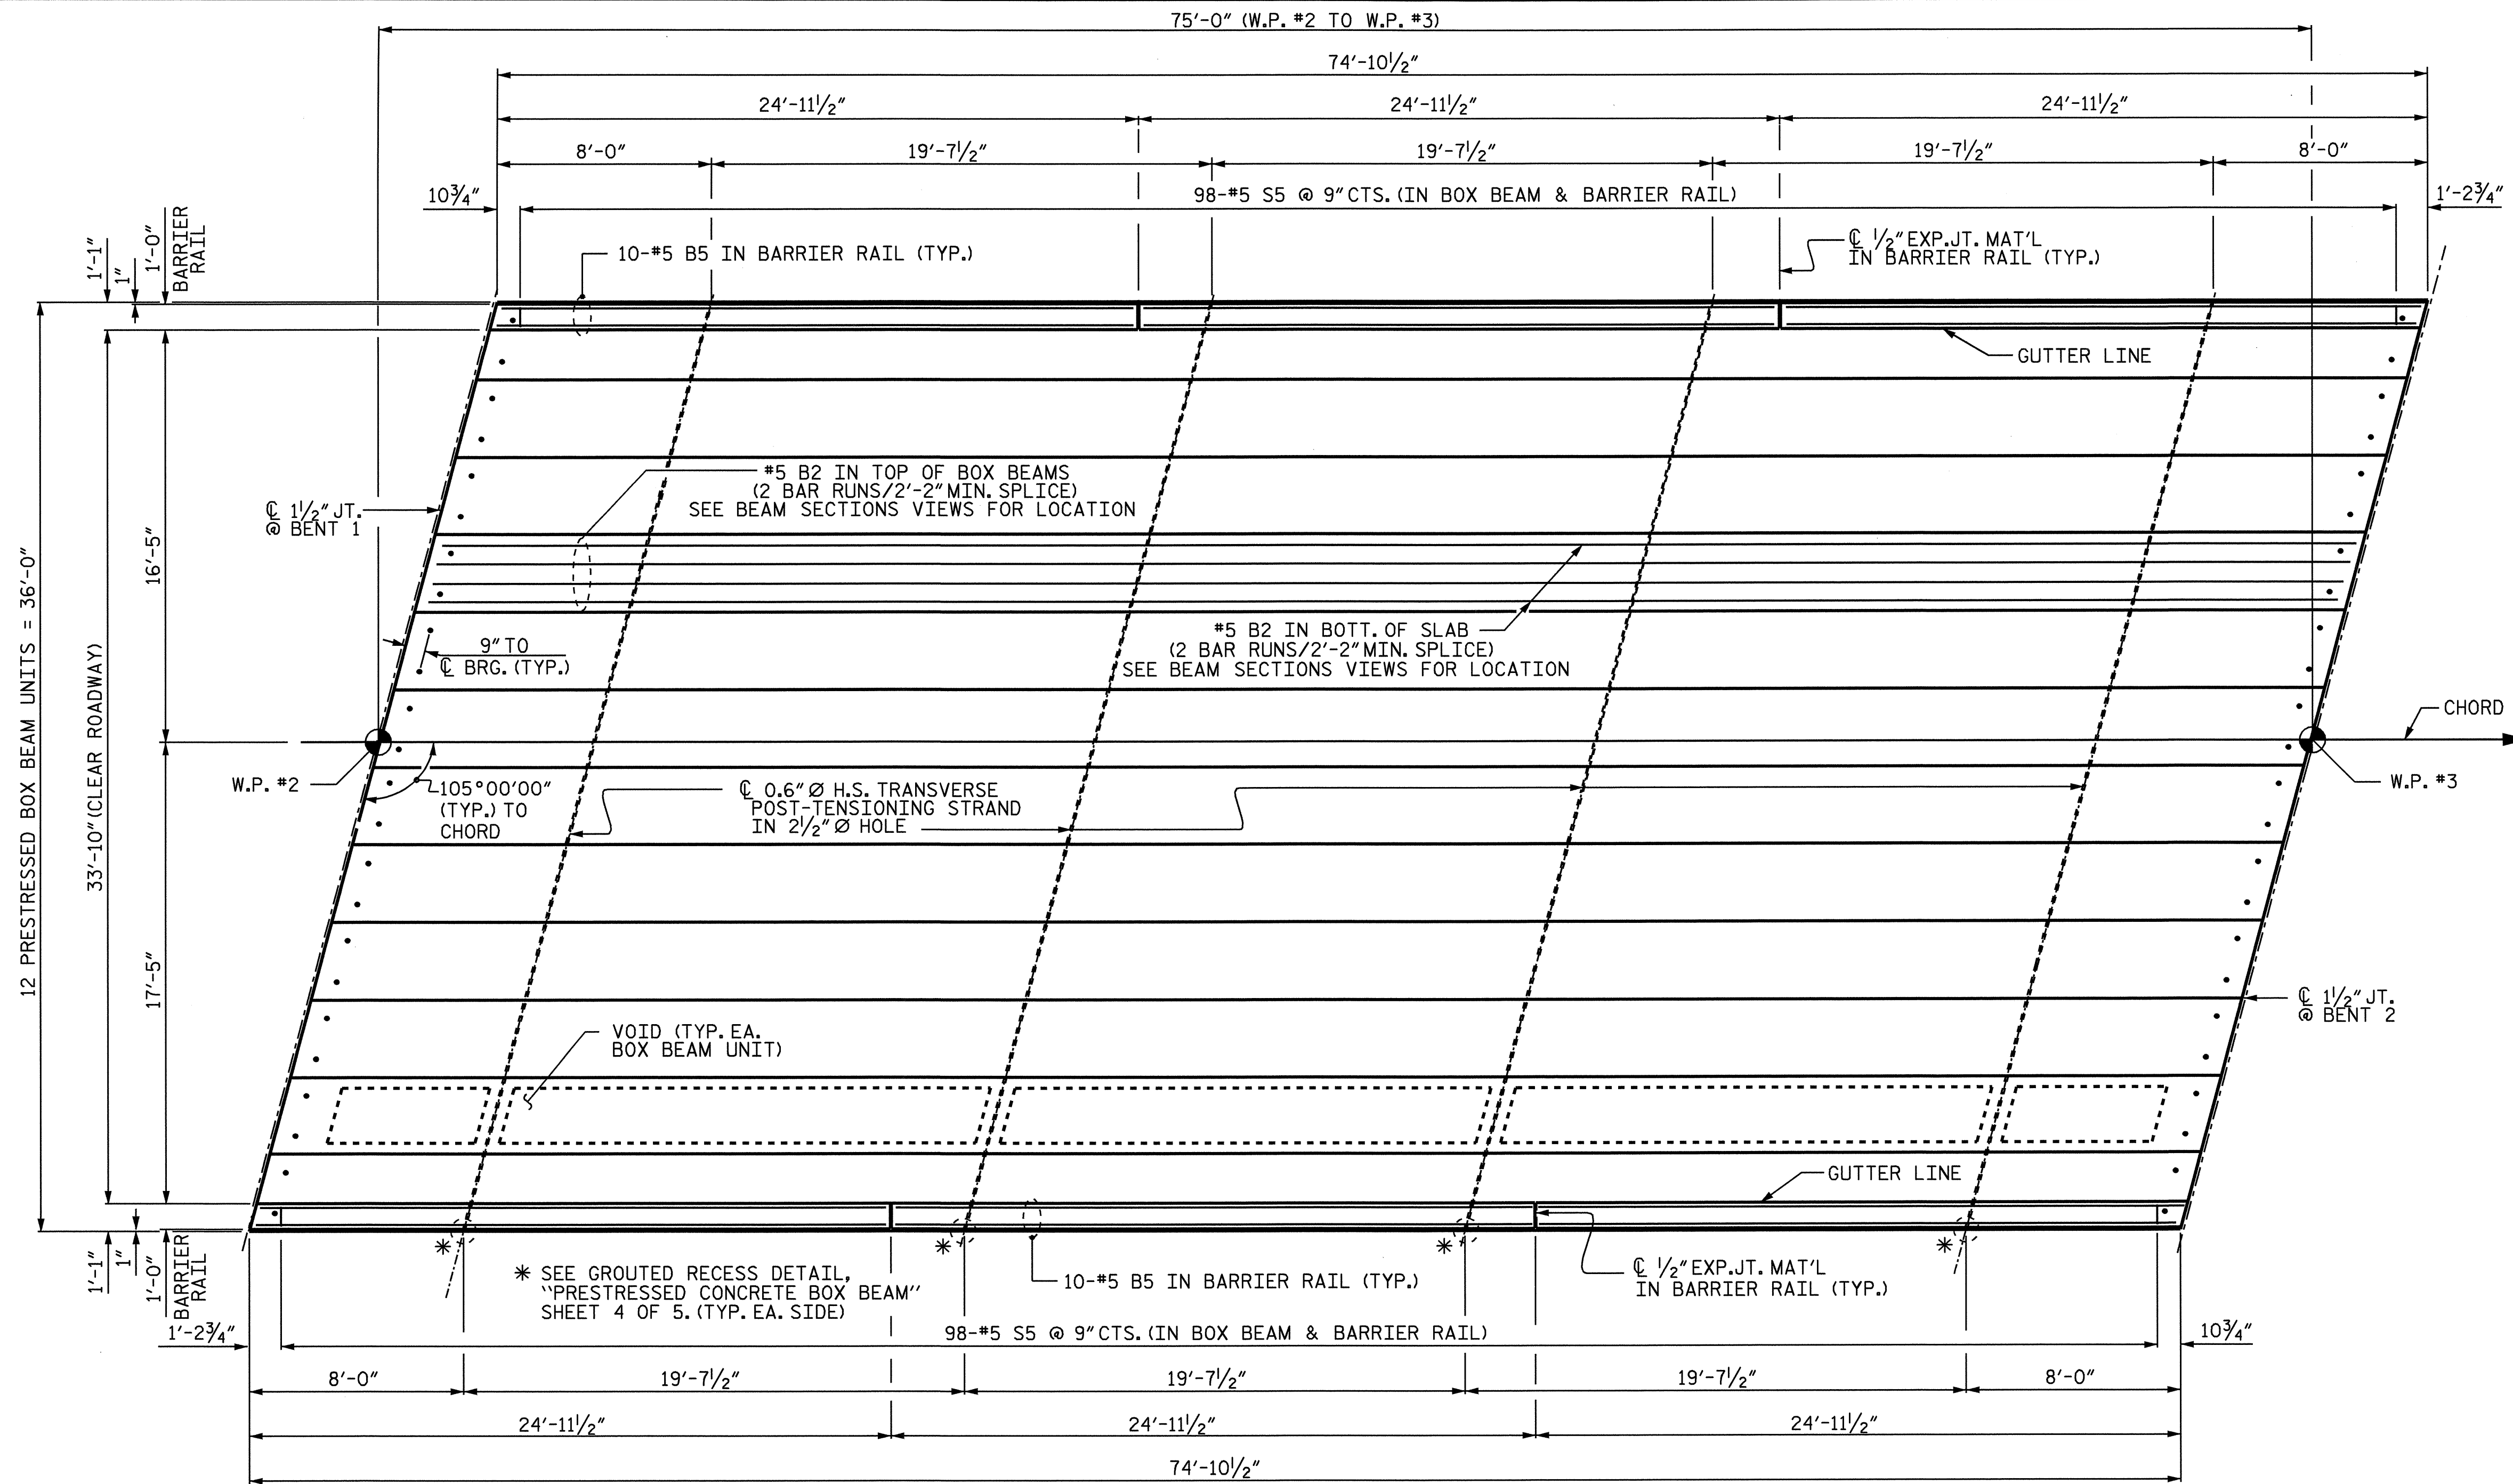 75'-0" (W.P. #2 TO W.P. #3)
74'-10½"
24'-11½" 24'-11½" 24'-11½"
8'-0" 19'-7½" 19'-7½" 19'-7½" 8'-0"
10¾" 98-#5 S5 @ 9" CTS. (IN BOX BEAM & BARRIER RAIL) 1'-2¾"
1'-1"
1"
1'-0"
BARRIER
RAIL
10-#5 B5 IN BARRIER RAIL (TYP.)
℄ ½" EXP. JT. MAT'L
IN BARRIER RAIL (TYP.)
GUTTER LINE
#5 B2 IN TOP OF BOX BEAMS
(2 BAR RUNS/2'-2" MIN. SPLICE)
SEE BEAM SECTIONS VIEWS FOR LOCATION
℄ 1½" JT.
@ BENT 1
12 PRESTRESSED BOX BEAM UNITS = 36'-0"
33'-10" (CLEAR ROADWAY)
16'-5"
17'-5"
9" TO
℄ BRG. (TYP.)
#5 B2 IN BOTT. OF SLAB
(2 BAR RUNS/2'-2" MIN. SPLICE)
SEE BEAM SECTIONS VIEWS FOR LOCATION
CHORD
W.P. #2
105°00'00"
(TYP.) TO
CHORD
℄ 0.6" Ø H.S. TRANSVERSE
POST-TENSIONING STRAND
IN 2½" Ø HOLE
W.P. #3
℄ 1½" JT.
@ BENT 2
VOID (TYP. EA.
BOX BEAM UNIT)
GUTTER LINE
1'-1"
1"
1'-0"
BARRIER
RAIL
* * * *
* SEE GROUTED RECESS DETAIL,
"PRESTRESSED CONCRETE BOX BEAM"
SHEET 4 OF 5. (TYP. EA. SIDE)
10-#5 B5 IN BARRIER RAIL (TYP.)
℄ ½" EXP. JT. MAT'L
IN BARRIER RAIL (TYP.)
1'-2¾" 98-#5 S5 @ 9" CTS. (IN BOX BEAM & BARRIER RAIL) 10¾"
8'-0" 19'-7½" 19'-7½" 19'-7½" 8'-0"
24'-11½" 24'-11½" 24'-11½"
74'-10½"